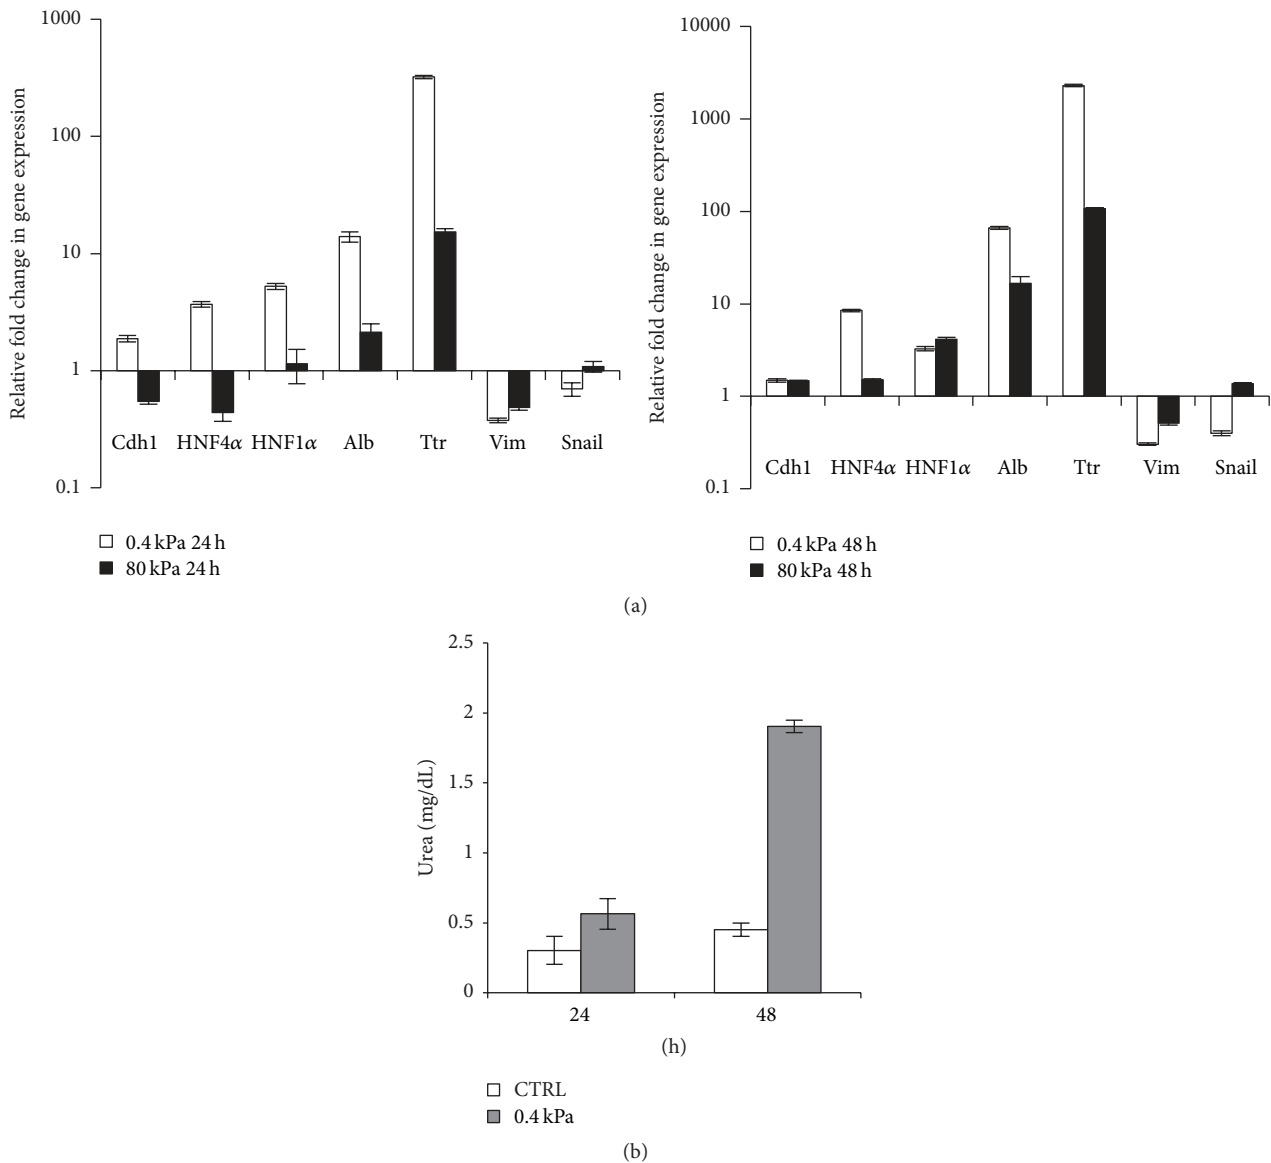 Relative fold change in gene expression
1000
100
10
1
0.1
Cdh1 HNF4α HNF1α Alb Ttr Vim Snail
0.4 kPa 24 h
80 kPa 24 h
Relative fold change in gene expression
10000
1000
100
10
1
0.1
Cdh1 HNF4α HNF1α Alb Ttr Vim Snail
0.4 kPa 48 h
80 kPa 48 h
(a)
Urea (mg/dL)
2.5
2
1.5
1
0.5
0
24 48
(h)
CTRL
0.4 kPa
(b)